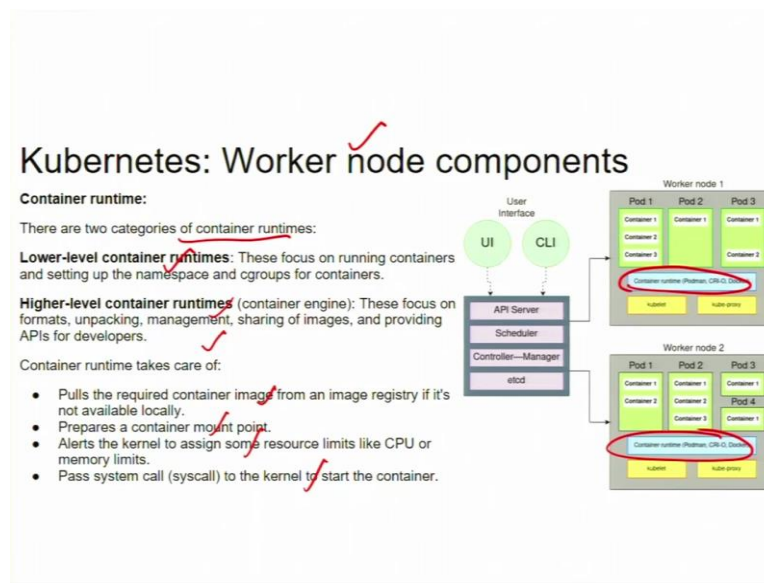 Kubernetes: Worker node components
Container runtime:
There are two categories of container runtimes:
Lower-level container runtimes: These focus on running containers
and setting up the namespace and cgroups for containers.
Higher-level container runtimes (container engine): These focus on
formats, unpacking, management, sharing of images, and providing
APIs for developers.
Container runtime takes care of:
● Pulls the required container image from an image registry if it's
not available locally.
● Prepares a container mount point.
● Alerts the kernel to assign some resource limits like CPU or
memory limits.
● Pass system call (syscall) to the kernel to start the container.
User
Interface
UI
CLI
API Server
Scheduler
Controller—Manager
etcd
Worker node 1
Pod 1
Pod 2
Pod 3
Container 1
Container 2
Container 3
Container 1
Container 1
Container 2
Container runtime (Podman, CRI-O, Docker)
kubelet
kube-proxy
Worker node 2
Pod 1
Pod 2
Pod 3
Container 1
Container 2
Container 1
Container 2
Container 3
Container 1
Pod 4
Container 1
Container runtime (Podman, CRI-O, Docker
kubelet
kube-proxy